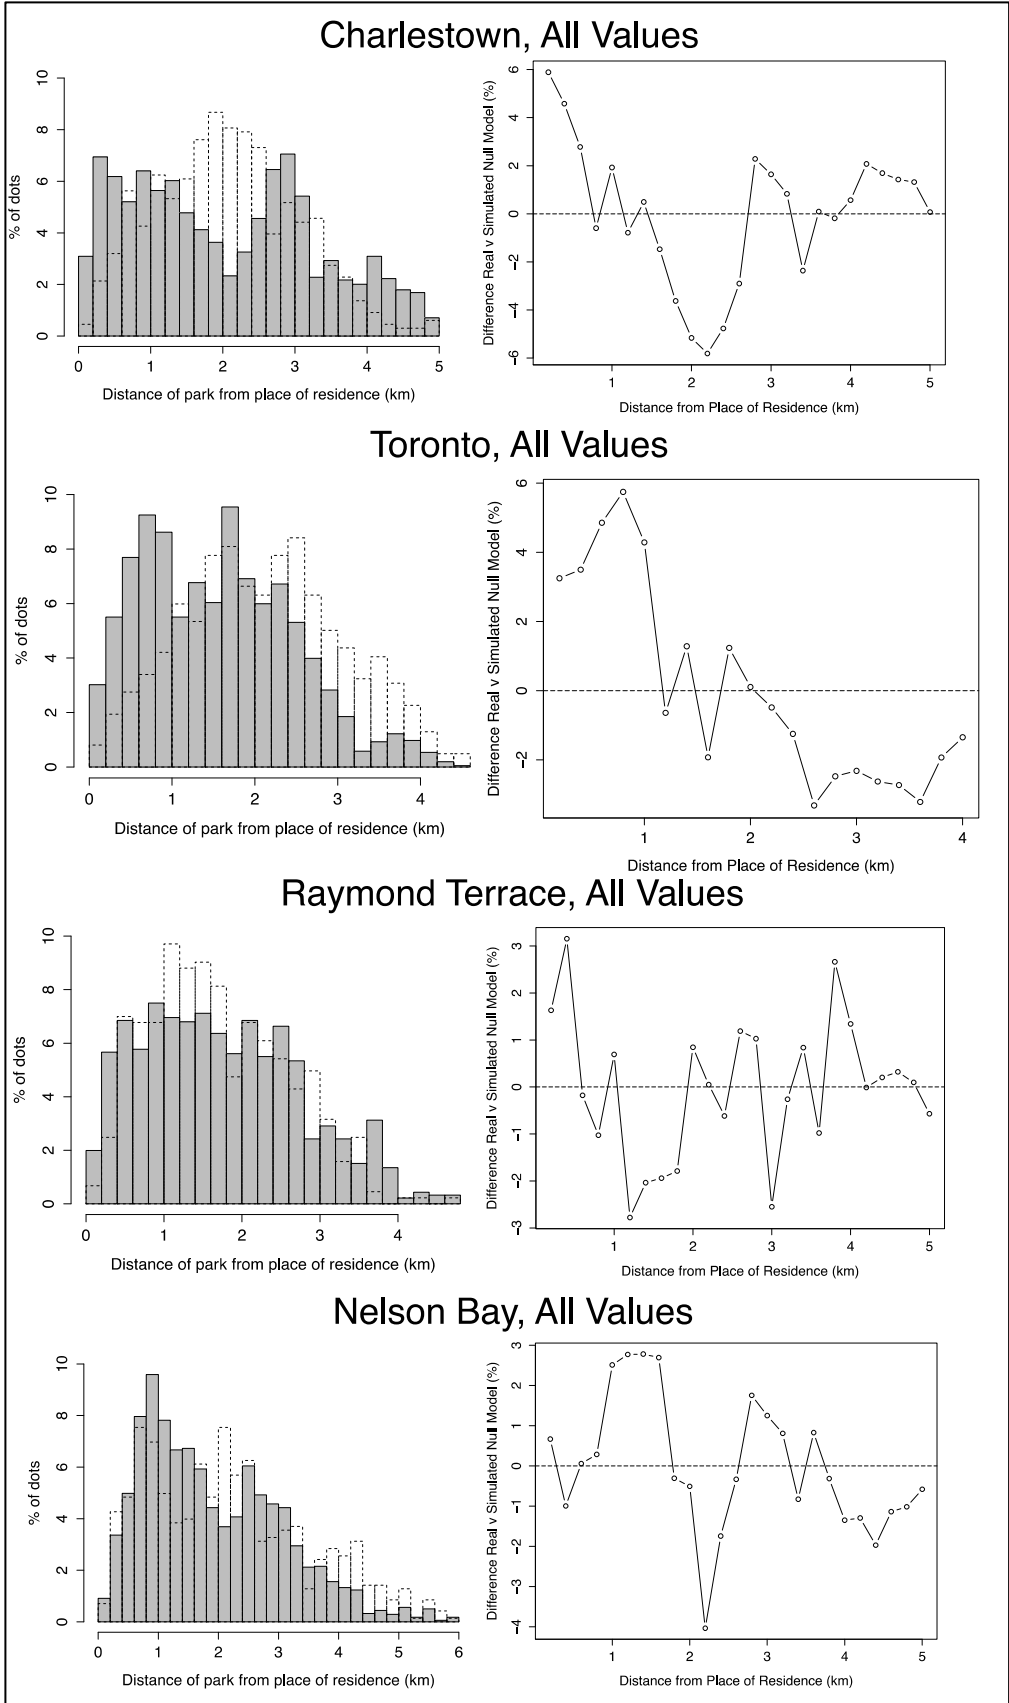 Charlestown, All Values
% of dots
0 2 4 6 8 10
0 1 2 3 4 5
Distance of park from place of residence (km)
Difference Real v Simulated Null Model (%)
−6 −4 −2 0 2 4 6
1 2 3 4 5
Distance from Place of Residence (km)
Toronto, All Values
% of dots
0 2 4 6 8 10
0 1 2 3 4
Distance of park from place of residence (km)
Difference Real v Simulated Null Model (%)
−2 0 2 4 6
1 2 3 4
Distance from Place of Residence (km)
Raymond Terrace, All Values
% of dots
0 2 4 6 8 10
0 1 2 3 4
Distance of park from place of residence (km)
Difference Real v Simulated Null Model (%)
−3 −2 −1 0 1 2 3
1 2 3 4 5
Distance from Place of Residence (km)
Nelson Bay, All Values
% of dots
0 2 4 6 8 10
0 1 2 3 4 5 6
Distance of park from place of residence (km)
Difference Real v Simulated Null Model (%)
−4 −3 −2 −1 0 1 2 3
1 2 3 4 5
Distance from Place of Residence (km)